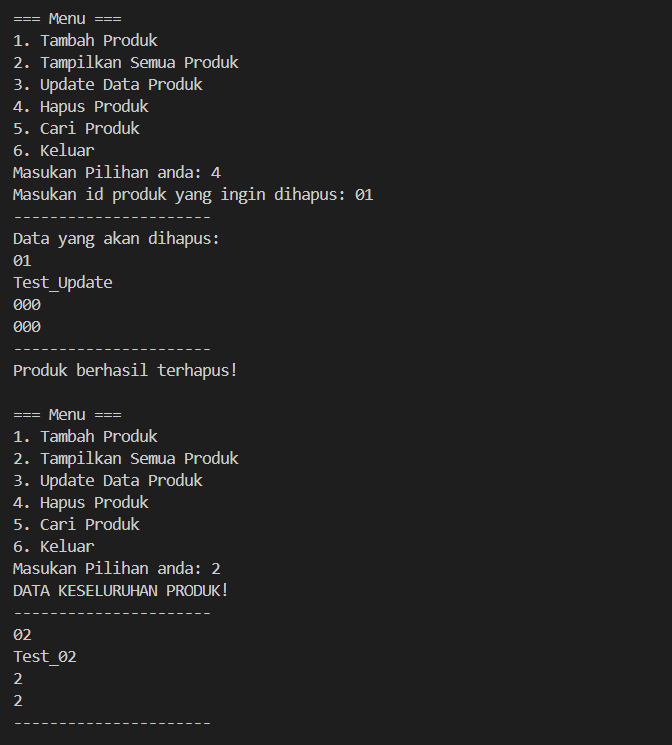 === Menu ===
1. Tambah Produk
2. Tampilkan Semua Produk
3. Update Data Produk
4. Hapus Produk
5. Cari Produk
6. Keluar
Masukan Pilihan anda: 4
Masukan id produk yang ingin dihapus: 01
----------------------
Data yang akan dihapus:
01
Test_Update
000
000
----------------------
Produk berhasil terhapus!

=== Menu ===
1. Tambah Produk
2. Tampilkan Semua Produk
3. Update Data Produk
4. Hapus Produk
5. Cari Produk
6. Keluar
Masukan Pilihan anda: 2
DATA KESELURUHAN PRODUK!
----------------------
02
Test_02
2
2
----------------------